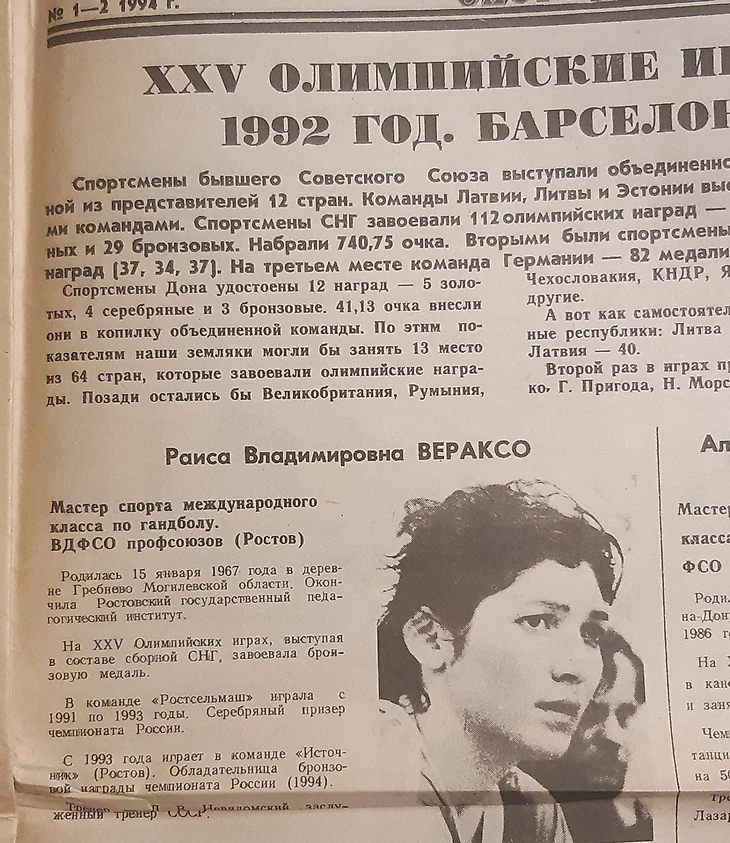 № 1—2 1994 г.
XXV ОЛИМПИЙСКИЕ
1992 ГОД. БАРСЕЛО
Спортсмены бывшего Советского Союза выступали объединенно
ной из представителей 12 стран. Команды Латвии, Литвы и Эстонии
ми командами. Спортсмены СНГ завоевали 112 олимпийских наград —
ных и 29 бронзовых. Набрали 740,75 очка. Вторыми были спортсмены
наград (37, 34, 37). На третьем месте команда Германии — 82 медали
Спортсмены Дона удостоены 12 наград — 5 золо-
тых, 4 серебряные и 3 бронзовые. 41,13 очка внесли
они в копилку объединенной команды. По этим по-
казателям наши земляки могли бы занять 13 место
из 64 стран, которые завоевали олимпийские награ-
ды. Позади остались бы Великобритания, Румыния,
Чехословакия, КНДР, Я
другие.
А вот как самостоятел
ные республики: Литва
Латвия — 40.
Второй раз в играх п
ко, Г. Пригода, Н. Морс
Раиса Владимировна ВЕРАКСО
Мастер спорта международного
класса по гандболу.
ВДФСО профсоюзов (Ростов)
Родилась 15 января 1967 года в дерев-
не Гребнево Могилевской области. Окон-
чила Ростовский государственный педа-
гогический институт.
На XXV Олимпийских играх, выступая
в составе сборной СНГ, завоевала брон-
зовую медаль.
В команде «Ростсельмаш» играла с
1991 по 1993 годы. Серебряный призер
чемпионата России.
С 1993 года играет в команде «Источ-
ник» (Ростов). Обладательница бронзо-
вой награды чемпионата России (1994).
Тренер —
женный тренер СССР.
Ал
Мастер
класса
ФСО
Роди
на-Дон
1986 г
На X
в кан
и заня
Чем
танци
на 50
Тре
Лазар